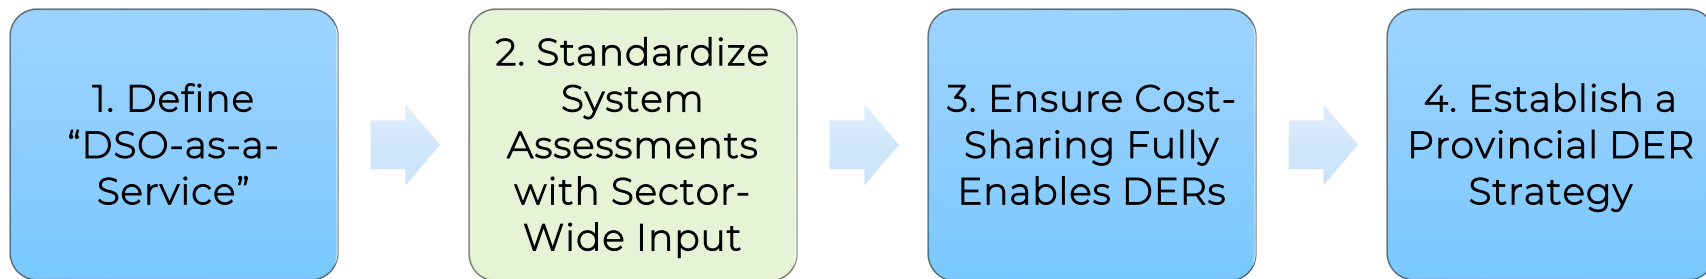 1. Define
“DSO-as-a-
Service”
2. Standardize
System
Assessments
with Sector-
Wide Input
3. Ensure Cost-
Sharing Fully
Enables DERs
4. Establish a
Provincial DER
Strategy